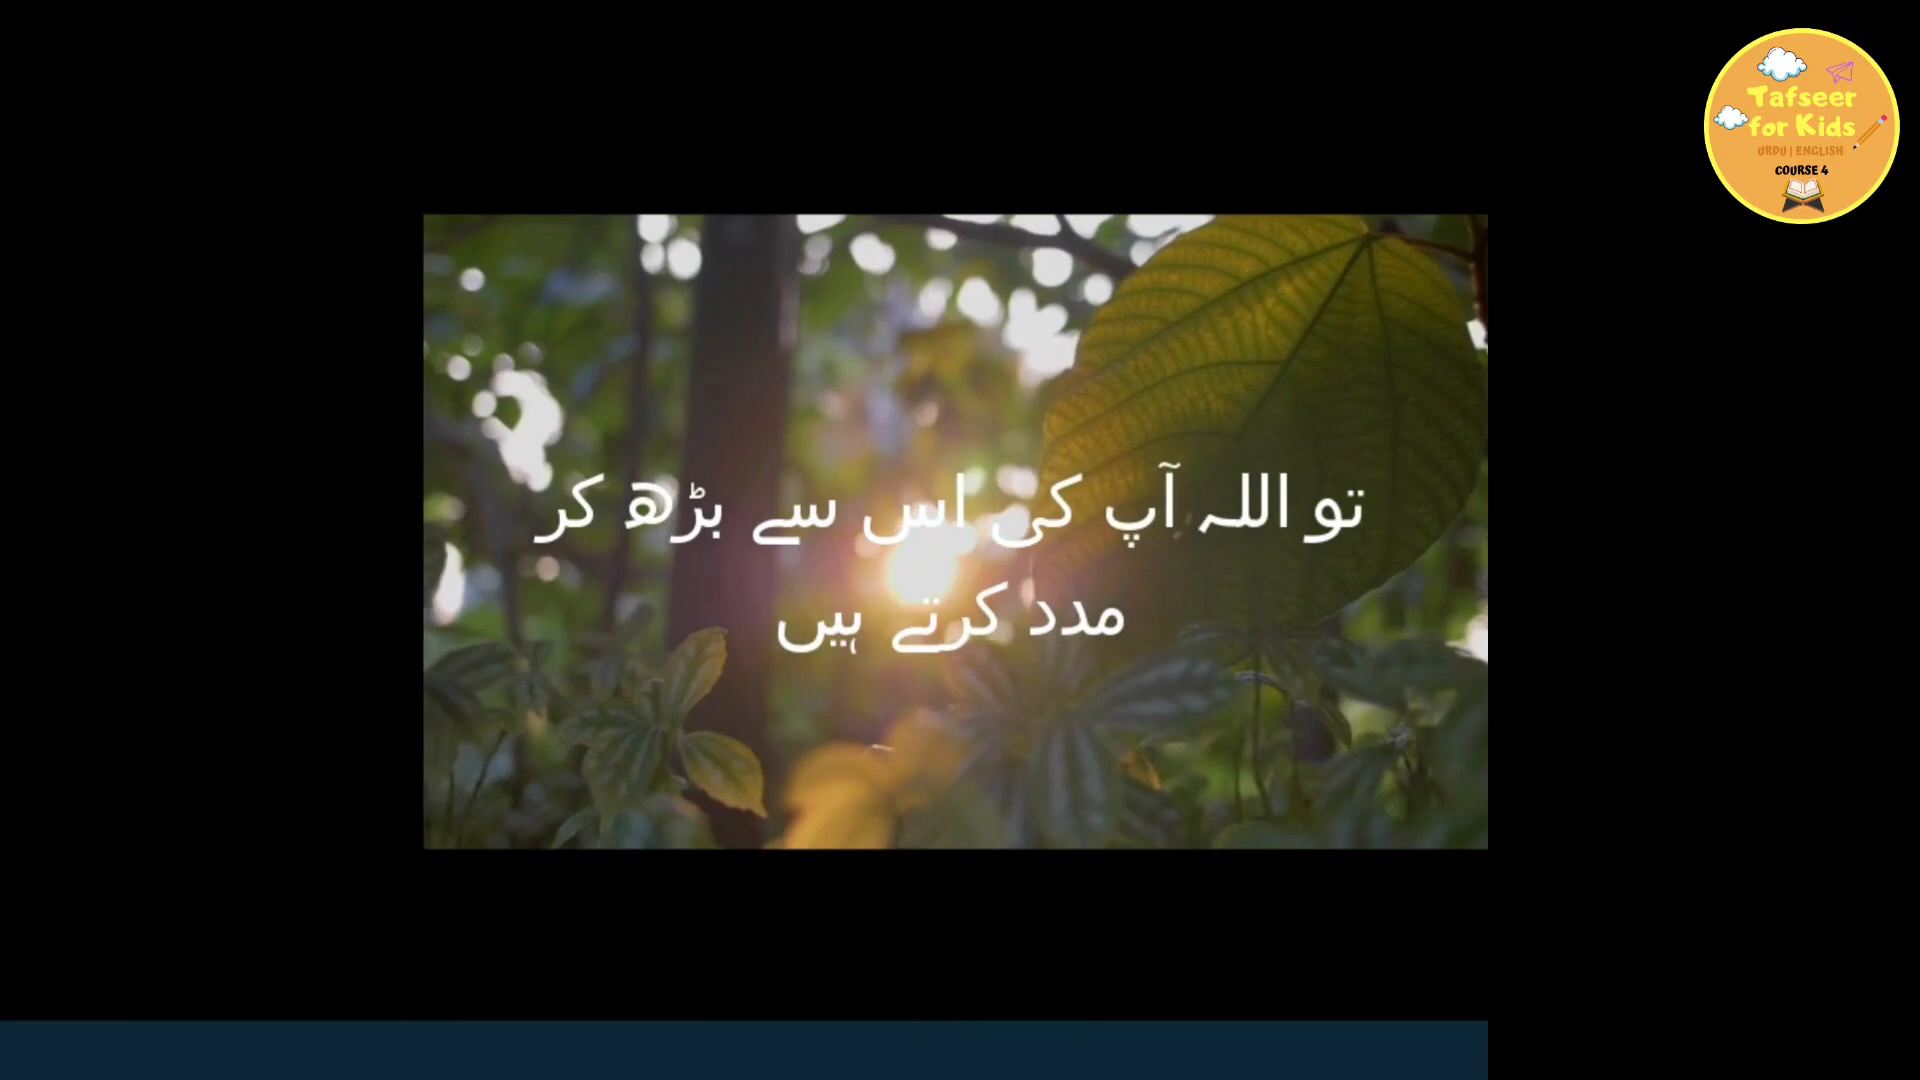 Tafseer
for Kids
URDU | ENGLISH
COURSE 4
تو اللہ آپ کی اس سے بڑھ کر
مدد کرتے ہیں